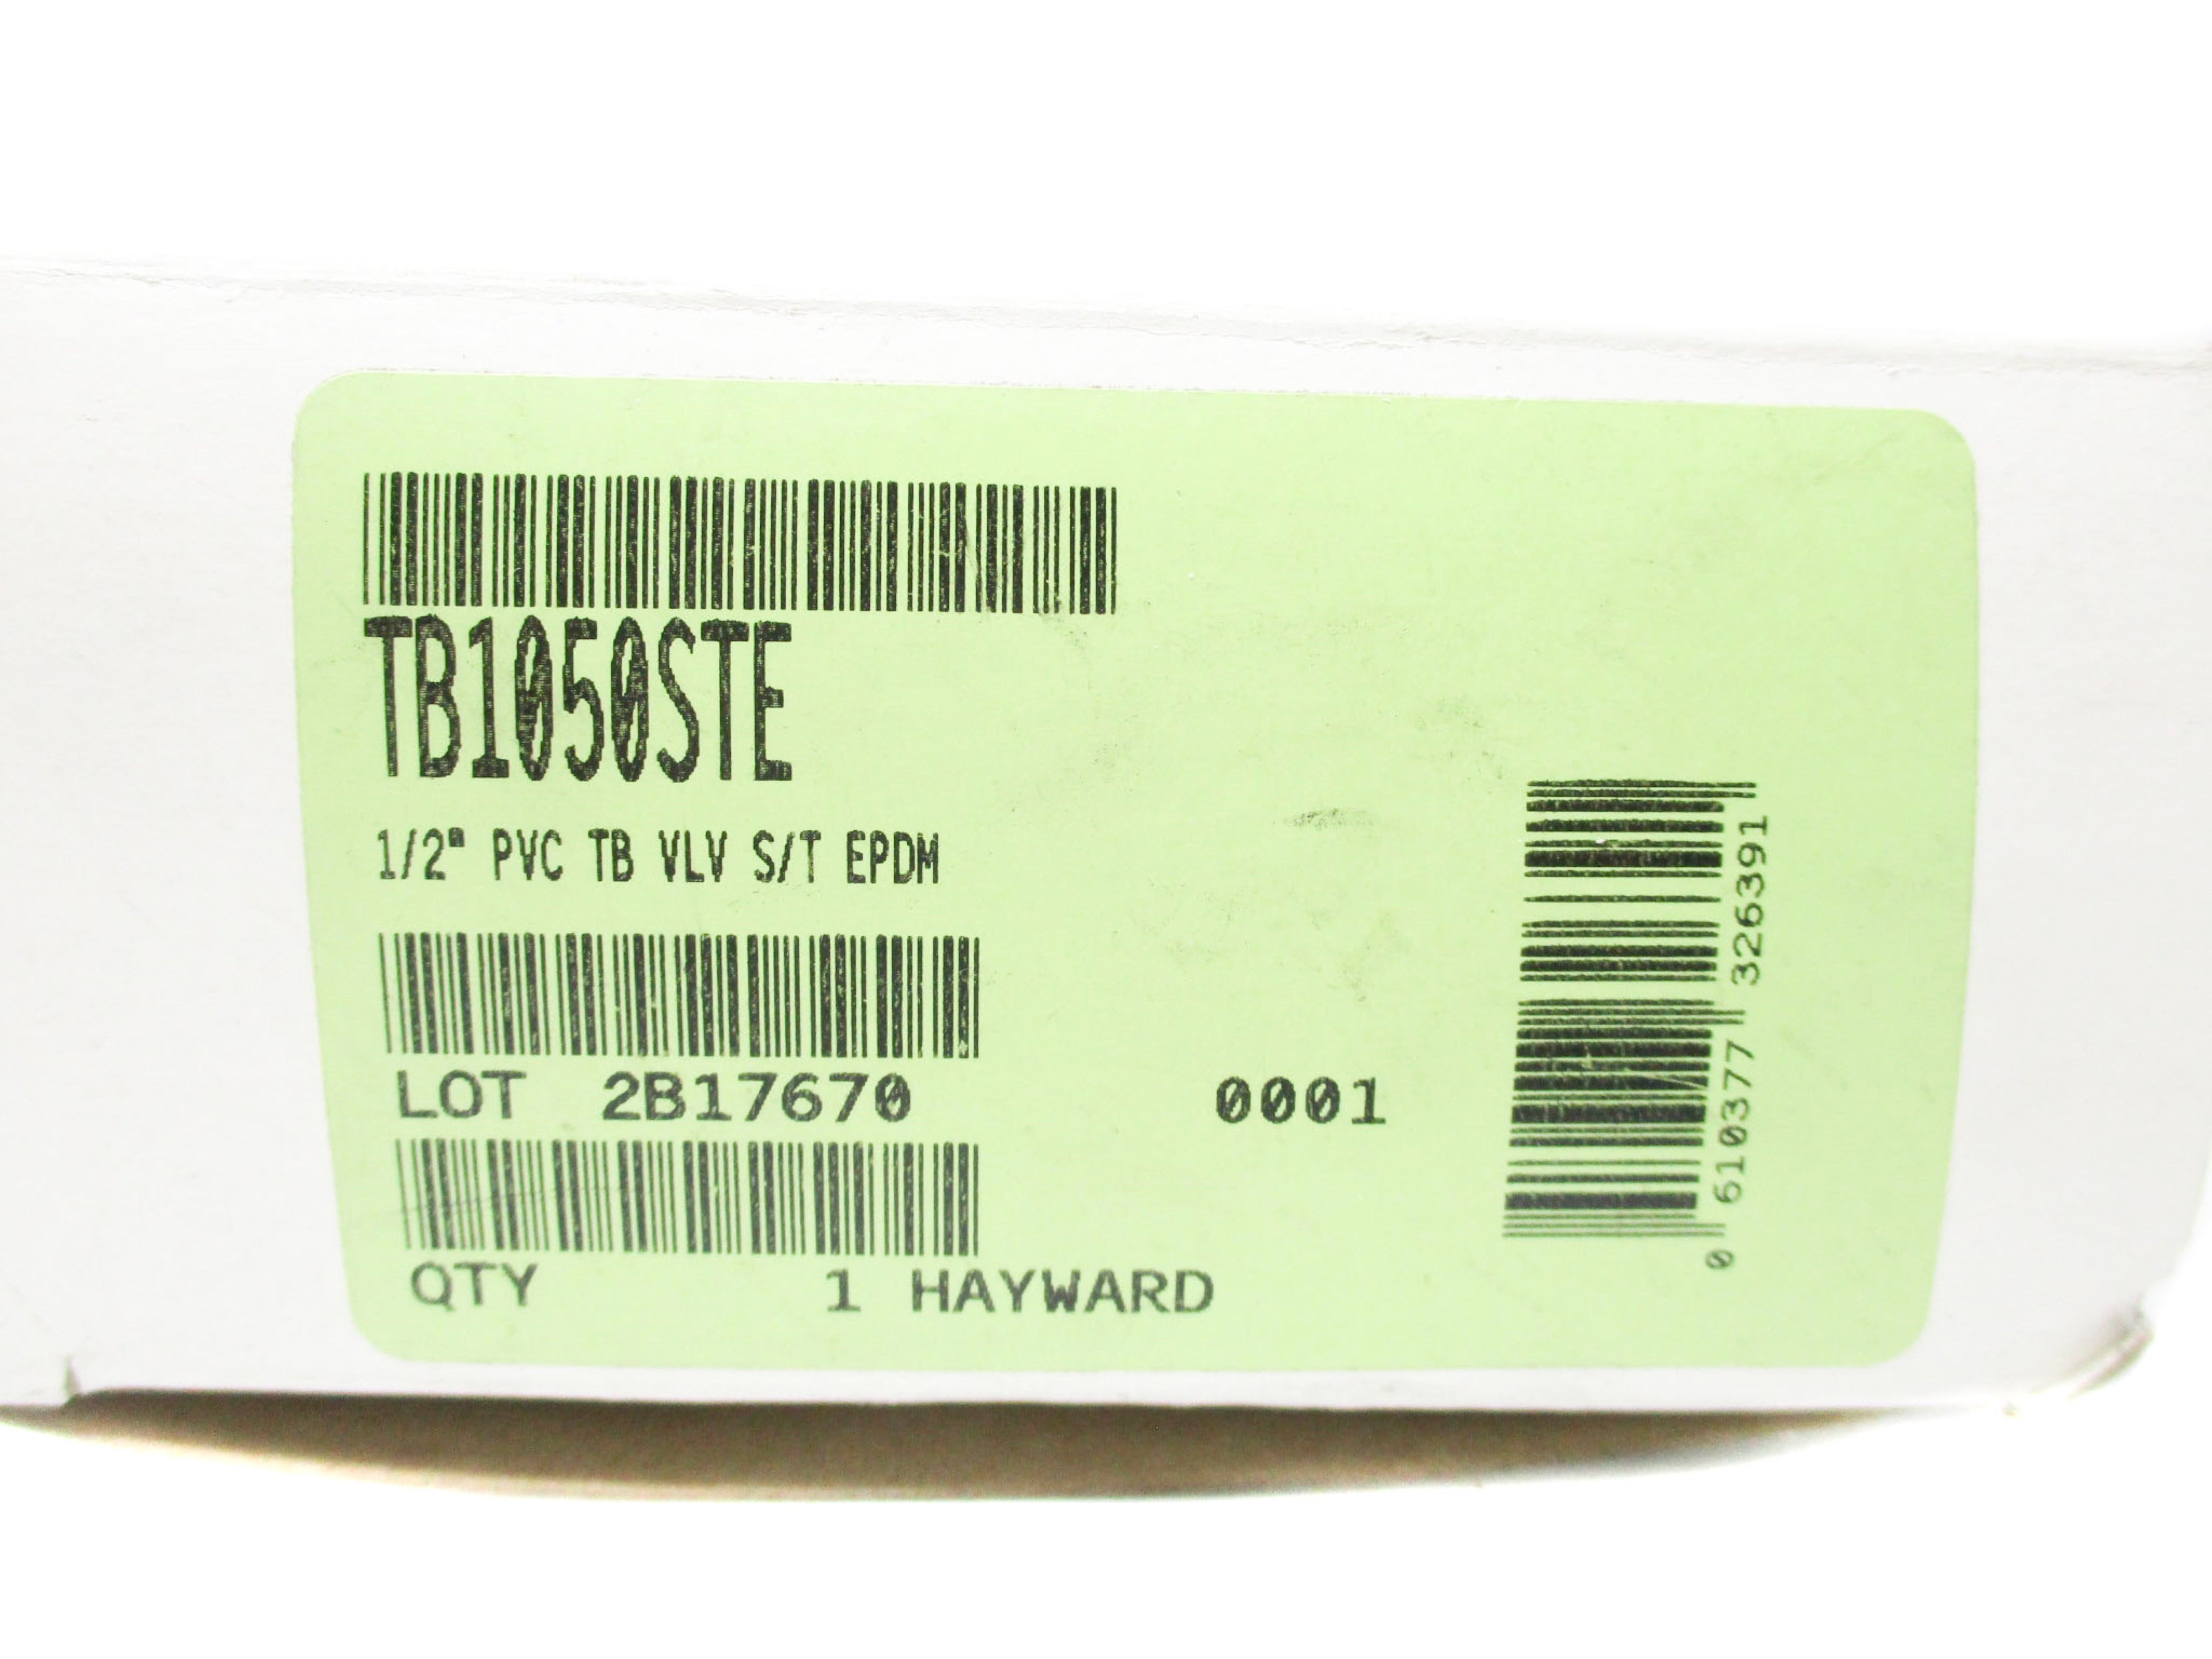 TB1050STE
1/2" PVC TB VLV S/T EPDM
LOT 2B17670 0001
QTY 1 HAYWARD
0 610377 326391